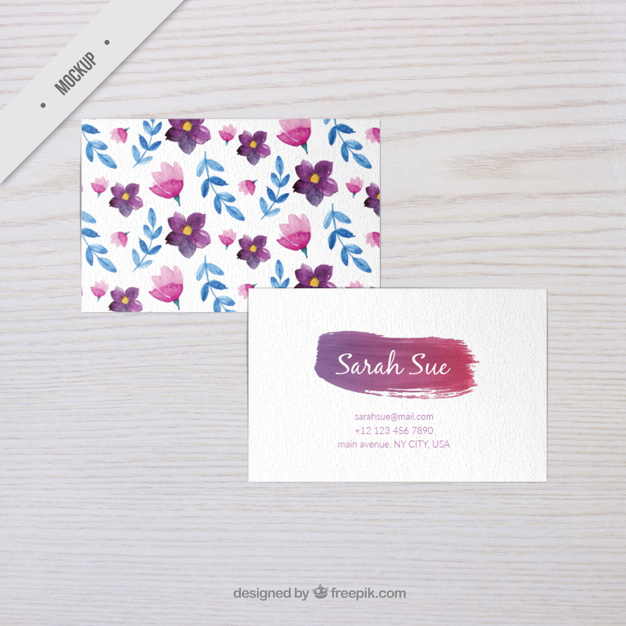 • MOCKUP •
Sarah Sue
sarahsue@mail.com
+12 123 456 7890
main avenue, NY CITY, USA
designed by freepik.com